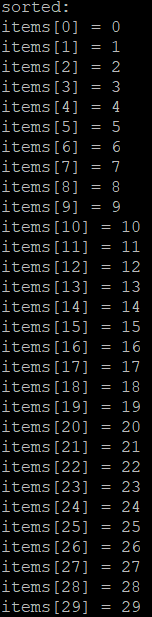 sorted:
items[0] = 0
items[1] = 1
items[2] = 2
items[3] = 3
items[4] = 4
items[5] = 5
items[6] = 6
items[7] = 7
items[8] = 8
items[9] = 9
items[10] = 10
items[11] = 11
items[12] = 12
items[13] = 13
items[14] = 14
items[15] = 15
items[16] = 16
items[17] = 17
items[18] = 18
items[19] = 19
items[20] = 20
items[21] = 21
items[22] = 22
items[23] = 23
items[24] = 24
items[25] = 25
items[26] = 26
items[27] = 27
items[28] = 28
items[29] = 29